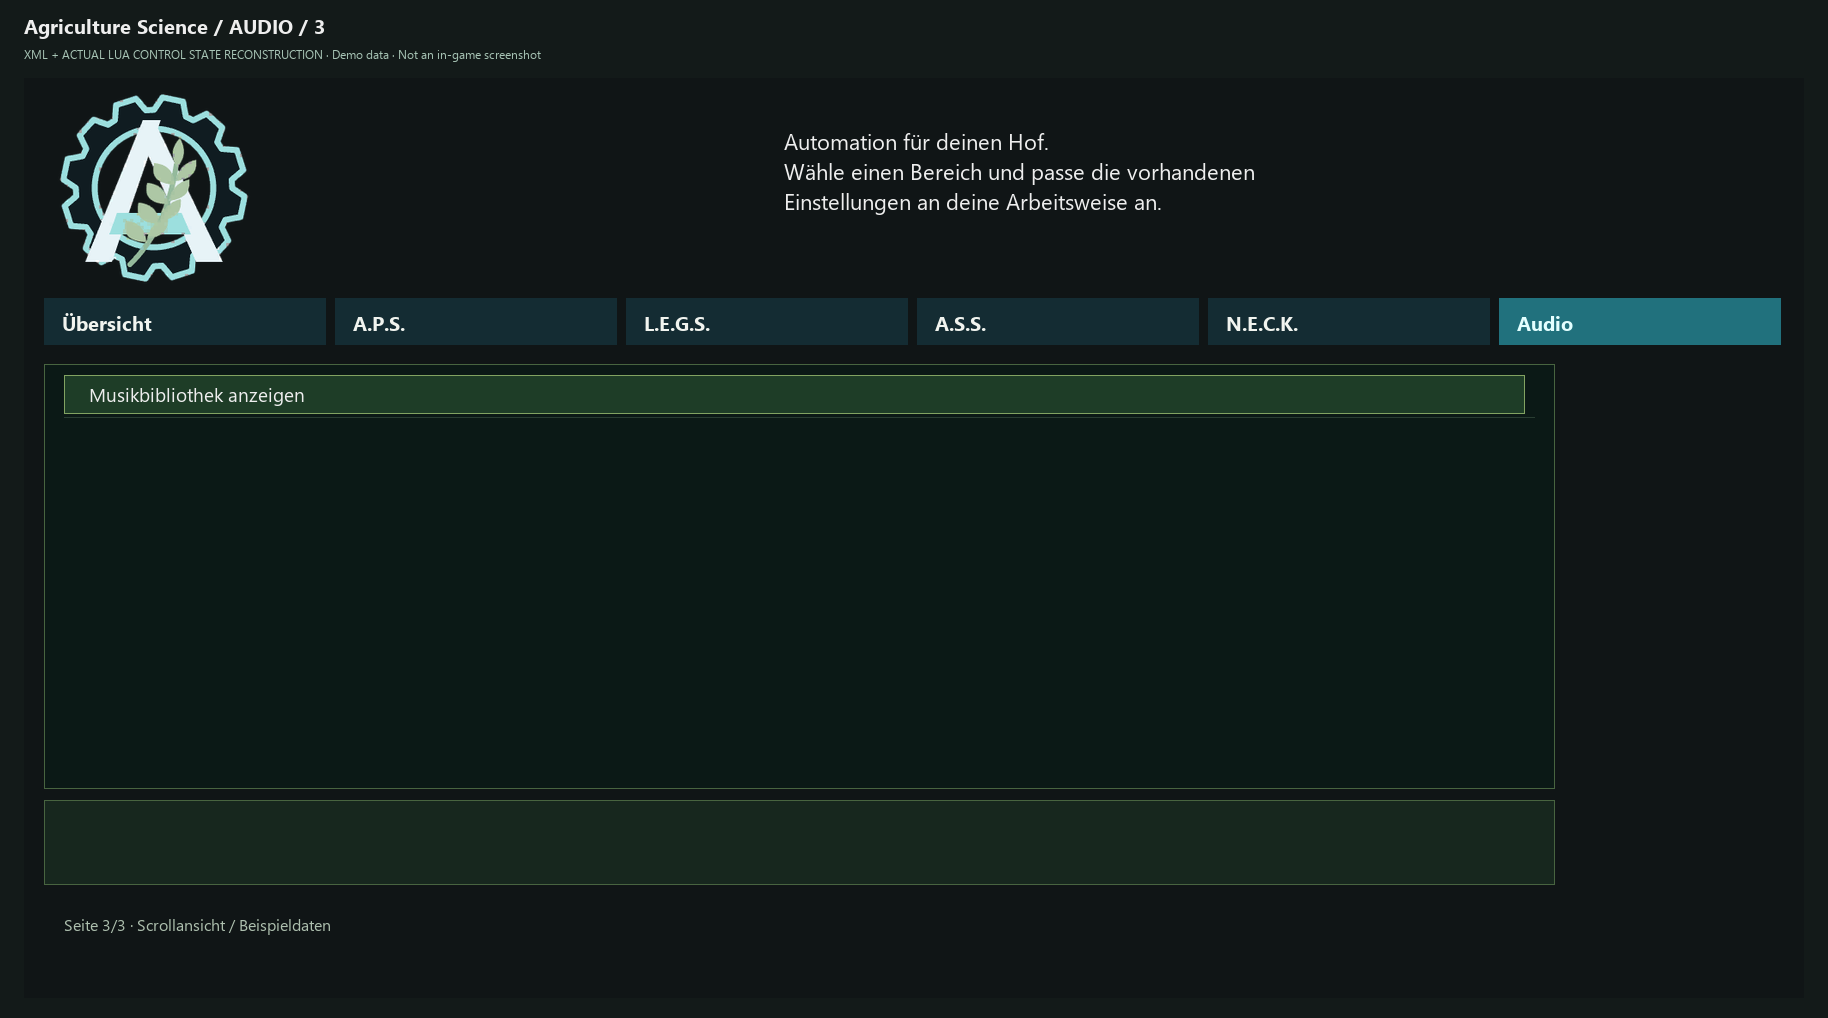 Agriculture Science / AUDIO / 3
XML + ACTUAL LUA CONTROL STATE RECONSTRUCTION · Demo data · Not an in-game screenshot
A
Automation für deinen Hof.
Wähle einen Bereich und passe die vorhandenen
Einstellungen an deine Arbeitsweise an.
Übersicht
A.P.S.
L.E.G.S.
A.S.S.
N.E.C.K.
Audio
Musikbibliothek anzeigen
Seite 3/3 · Scrollansicht / Beispieldaten